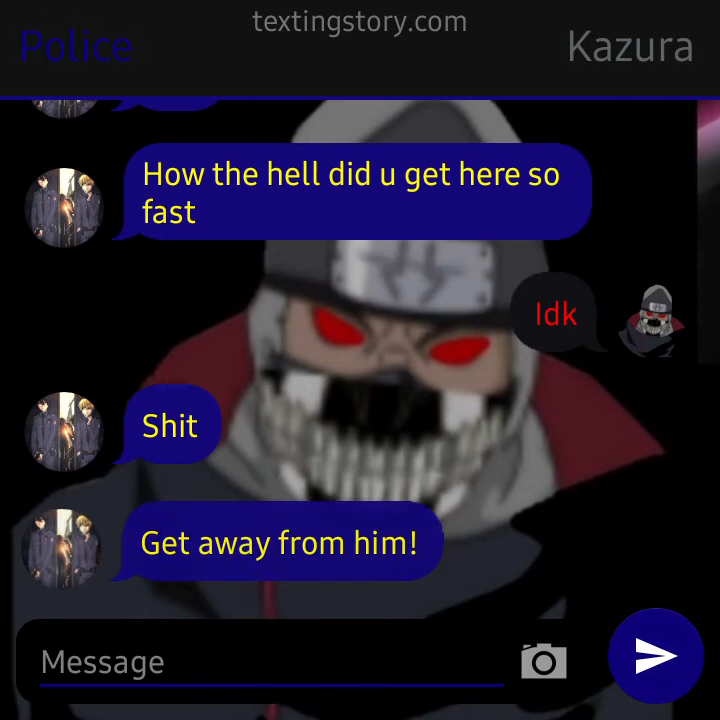 textingstory.com
Police
Kazura
How the hell did u get here so
fast
Idk
Shit
Get away from him!
Message